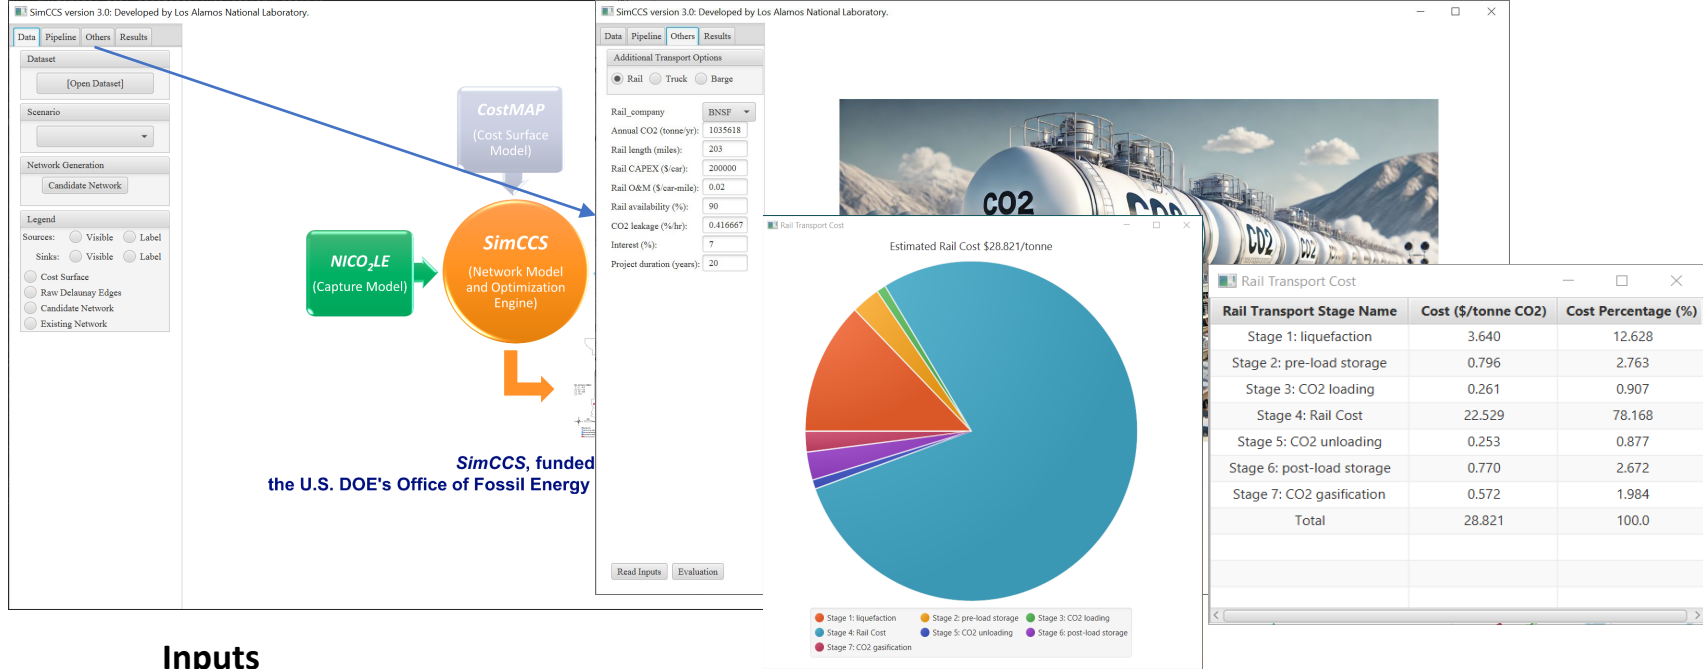 SimCCS version 3.0: Developed by Los Alamos National Laboratory.
Data Pipeline Others Results
Dataset
[Open Dataset]
Scenario
Network Generation
Candidate Network
Legend
Sources: Visible Label
Sinks: Visible Label
Cost Surface
Raw Delaunay Edges
Candidate Network
Existing Network
CostMAP
(Cost Surface
Model)
NICO₂LE
(Capture Model)
SimCCS
(Network Model
and Optimization
Engine)
SimCCS, funded
the U.S. DOE's Office of Fossil Energy
SimCCS version 3.0: Developed by Los Alamos National Laboratory.
Data Pipeline Others Results
Additional Transport Options
Rail Truck Barge
Rail_company BNSF
Annual CO2 (tonne/yr): 1035618
Rail length (miles): 203
Rail CAPEX ($/car): 200000
Rail O&M ($/car-mile): 0.02
Rail availability (%): 90
CO2 leakage (%/hr): 0.416667
Interest (%): 7
Project duration (years): 20
Read Inputs Evaluation
CO2
CO2
CO2
CO2
Rail Transport Cost
Estimated Rail Cost $28.821/tonne
Stage 1: liquefaction Stage 2: pre-load storage Stage 3: CO2 loading
Stage 4: Rail Cost Stage 5: CO2 unloading Stage 6: post-load storage
Stage 7: CO2 gasification
Rail Transport Cost
Rail Transport Stage Name Cost ($/tonne CO2) Cost Percentage (%)
Stage 1: liquefaction 3.640 12.628
Stage 2: pre-load storage 0.796 2.763
Stage 3: CO2 loading 0.261 0.907
Stage 4: Rail Cost 22.529 78.168
Stage 5: CO2 unloading 0.253 0.877
Stage 6: post-load storage 0.770 2.672
Stage 7: CO2 gasification 0.572 1.984
Total 28.821 100.0
Inputs